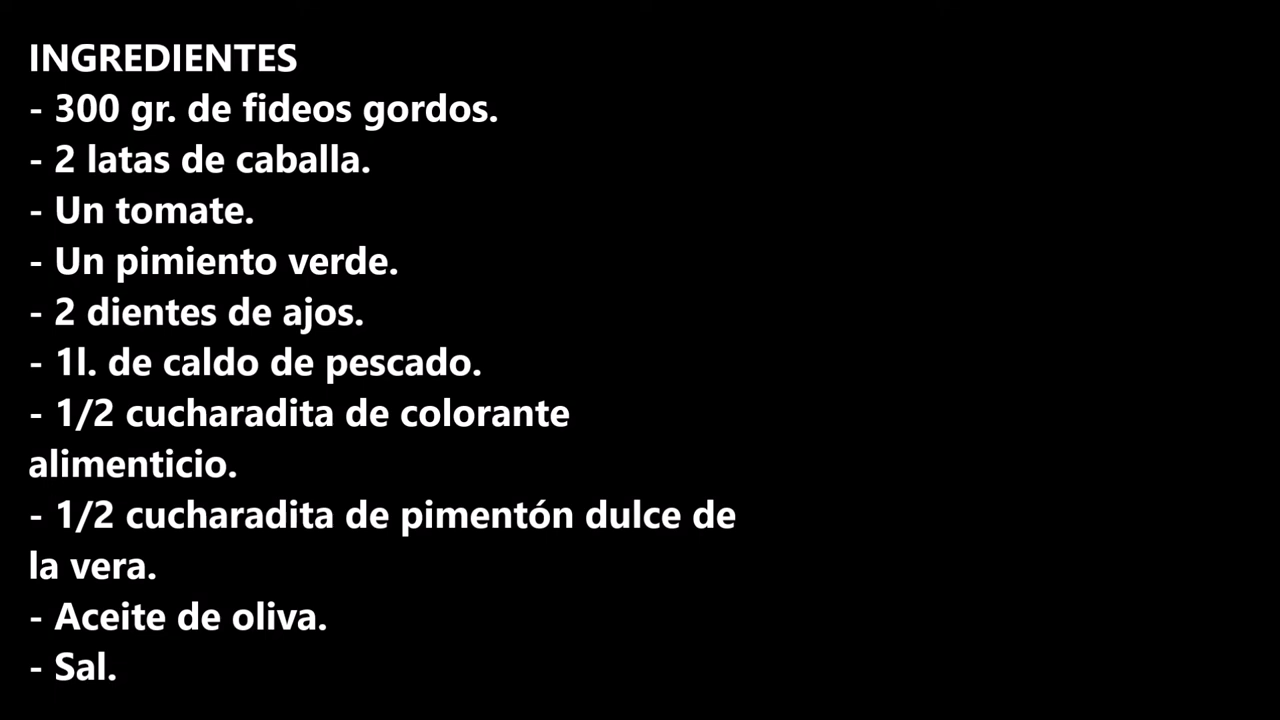 INGREDIENTES
- 300 gr. de fideos gordos.
- 2 latas de caballa.
- Un tomate.
- Un pimiento verde.
- 2 dientes de ajos.
- 1l. de caldo de pescado.
- 1/2 cucharadita de colorante
alimenticio.
- 1/2 cucharadita de pimentón dulce de
la vera.
- Aceite de oliva.
- Sal.